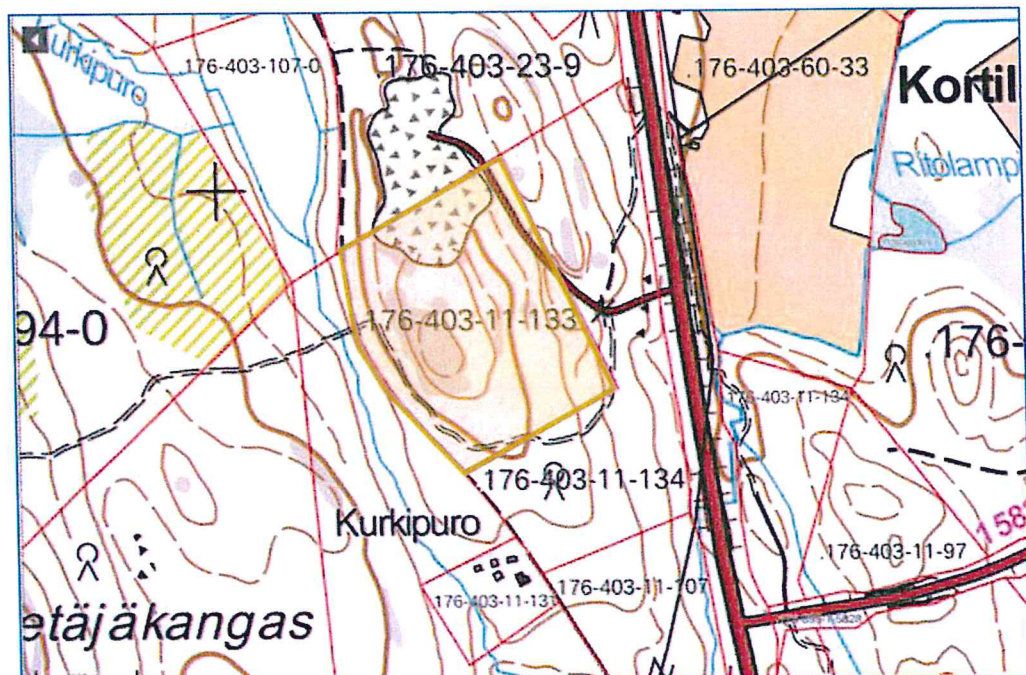 urkipuro
176-403-107-0
.176-403-23-9
.176-403-60-33
Kortil
Ritolamp
94-0
.176-403-11-133
.176-
.176-403-11-134
.176-403-11-134
Kurkipuro
.176-403-11-97
158
176-403-11-107
176-403-11-131
etäjäkangas